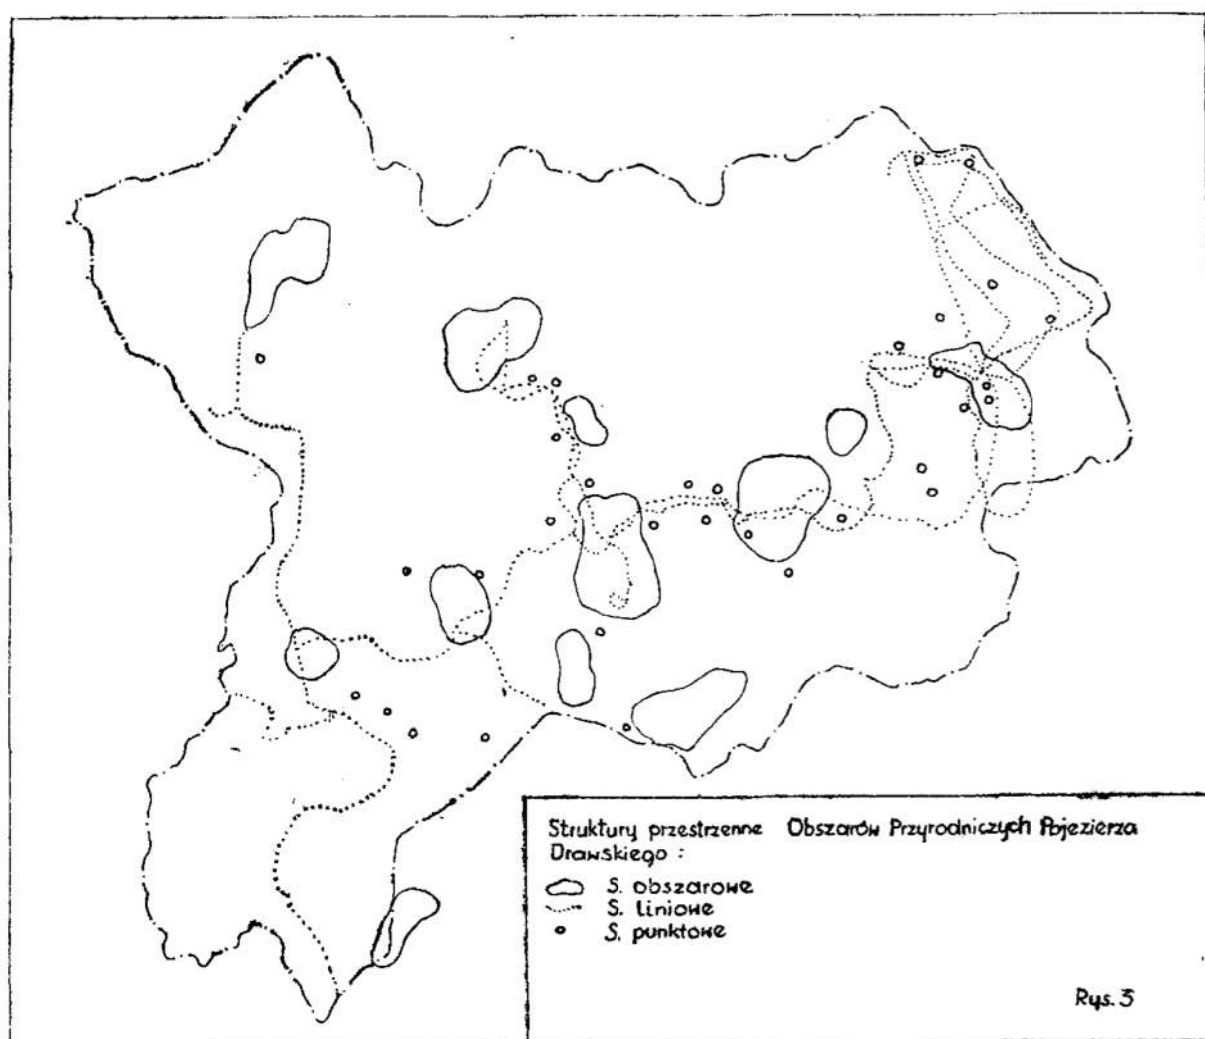 Struktury przestrzenne Obszarów Przyrodniczych Pojezierza
Drawskiego :
S. obszarowe
S. liniowe
S. punktowe
Rys. 3